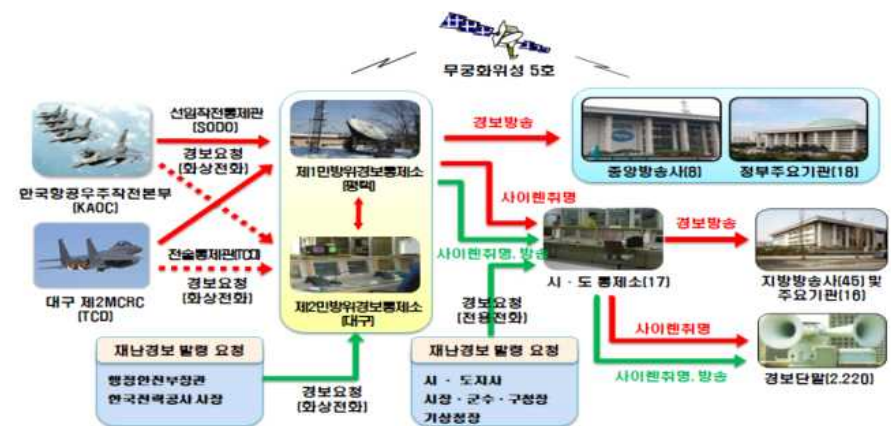 무궁화위성 5호
선임작전통제관
(SODO)
경보요청
(화상전화)
한국항공우주작전본부
(KAOC)
제1민방위경보통제소
(평택)
경보방송
중앙방송사(8)
정부주요기관(18)
사이렌취명
전술통제관(TCD)
경보요청
(화상전화)
대구 제2MCRC
(TCD)
제2민방위경보통제소
(대구)
사이렌취명, 방송
경보요청
(전용전화)
시 · 도 통제소(17)
경보방송
지방방송사(45) 및
주요기관(16)
사이렌취명
사이렌취명, 방송
경보단말(2,220)
재난경보 발령 요청
행정안전부장관
한국전력공사 사장
경보요청
(화상전화)
재난경보 발령 요청
시 · 도지사
시장 · 군수 · 구청장
기상청장